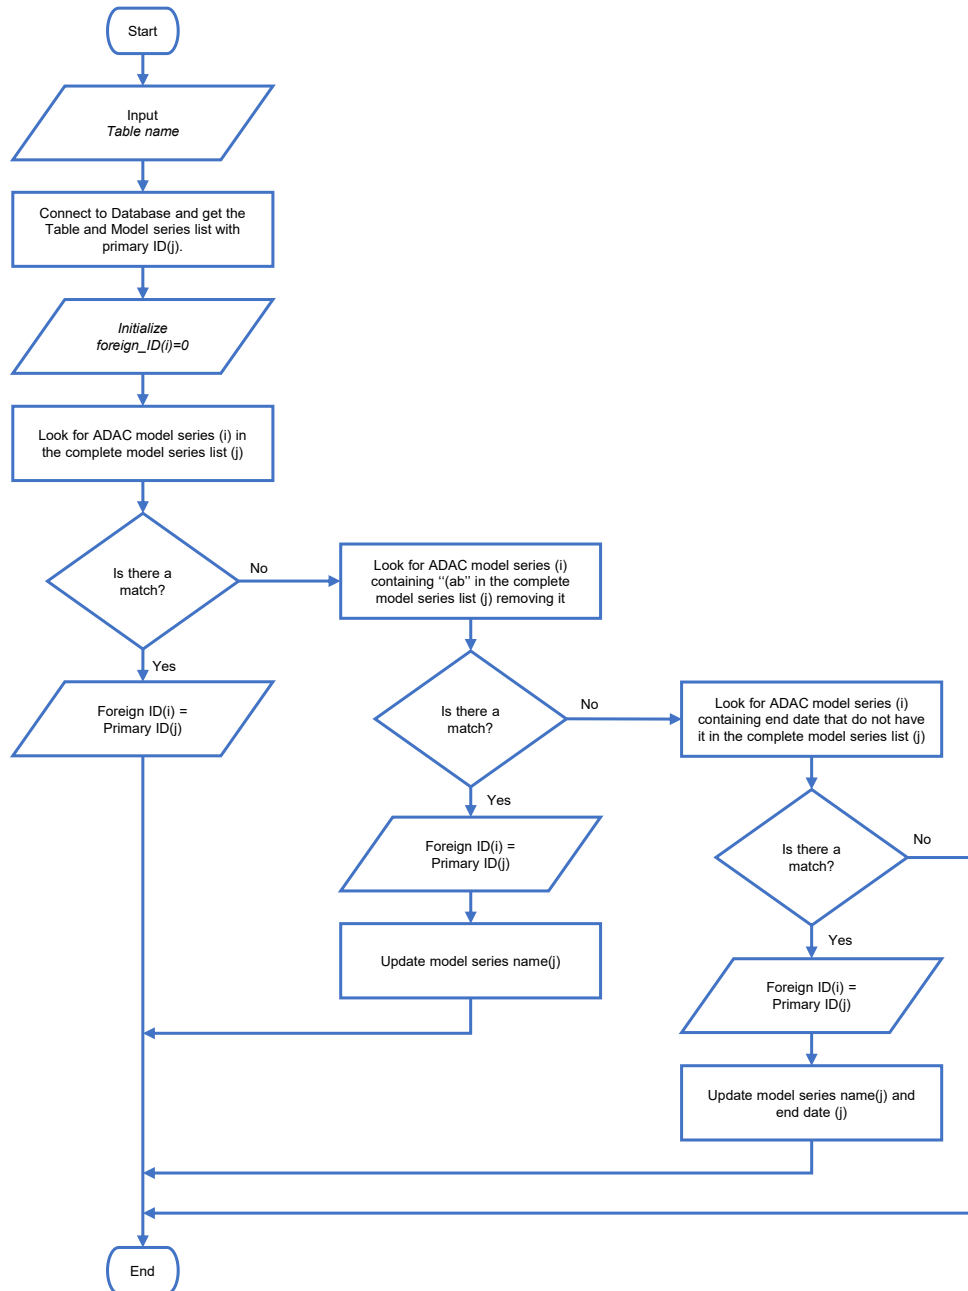 Start
Input
Table name
Connect to Database and get the
Table and Model series list with
primary ID(j).
Initialize
foreign_ID(i)=0
Look for ADAC model series (i) in
the complete model series list (j)
Is there a
match?
No
Yes
Foreign ID(i) =
Primary ID(j)
Look for ADAC model series (i)
containing “(ab” in the complete
model series list (j) removing it
Is there a
match?
No
Yes
Foreign ID(i) =
Primary ID(j)
Update model series name(j)
Look for ADAC model series (i)
containing end date that do not have
it in the complete model series list (j)
Is there a
match?
No
Yes
Foreign ID(i) =
Primary ID(j)
Update model series name(j) and
end date (j)
End